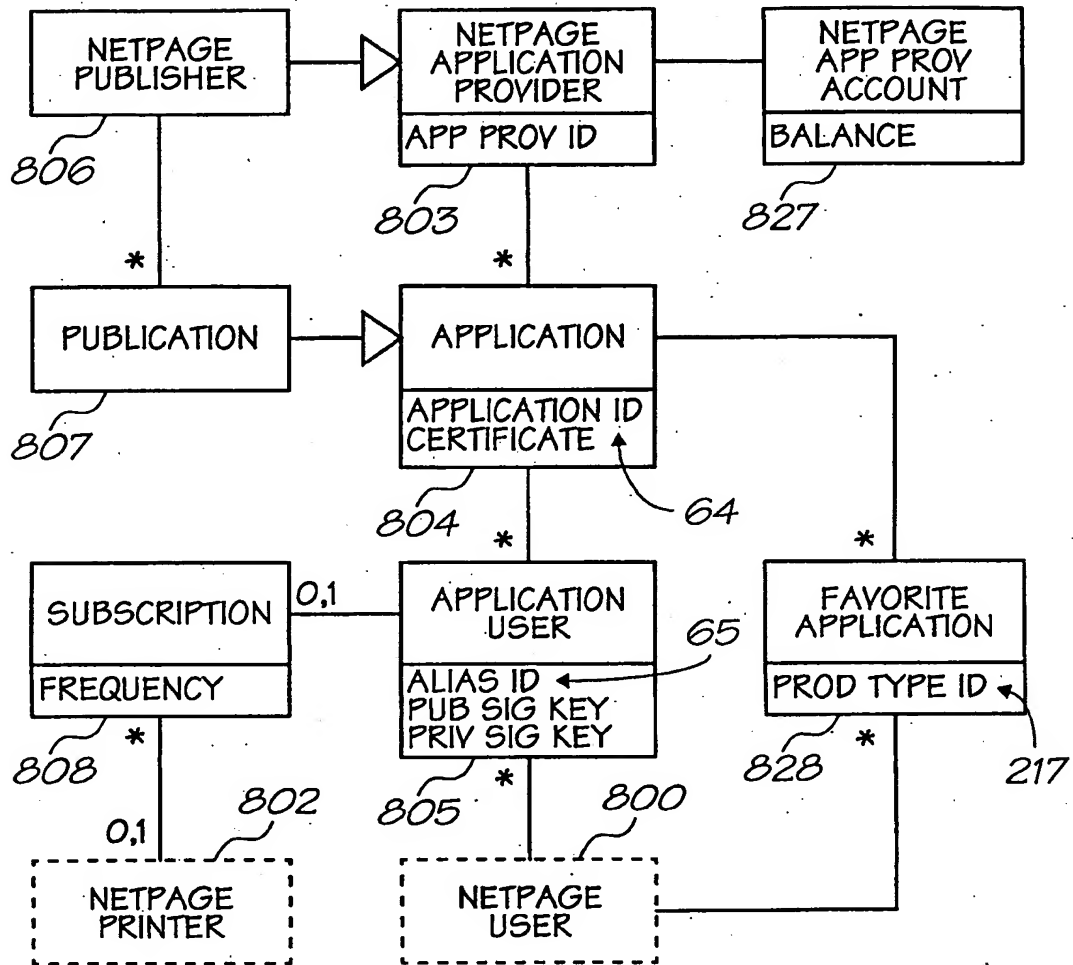 NETPAGE
PUBLISHER
806
NETPAGE
APPLICATION
PROVIDER
APP PROV ID
803
NETPAGE
APP PROV
ACCOUNT
BALANCE
827
*
*
PUBLICATION
807
APPLICATION
APPLICATION ID
CERTIFICATE
804
64
*
*
SUBSCRIPTION
FREQUENCY
808
0,1
APPLICATION
USER
ALIAS ID
PUB SIG KEY
PRIV SIG KEY
805
65
FAVORITE
APPLICATION
PROD TYPE ID
828
217
*
*
*
0,1
802
800
NETPAGE
PRINTER
NETPAGE
USER